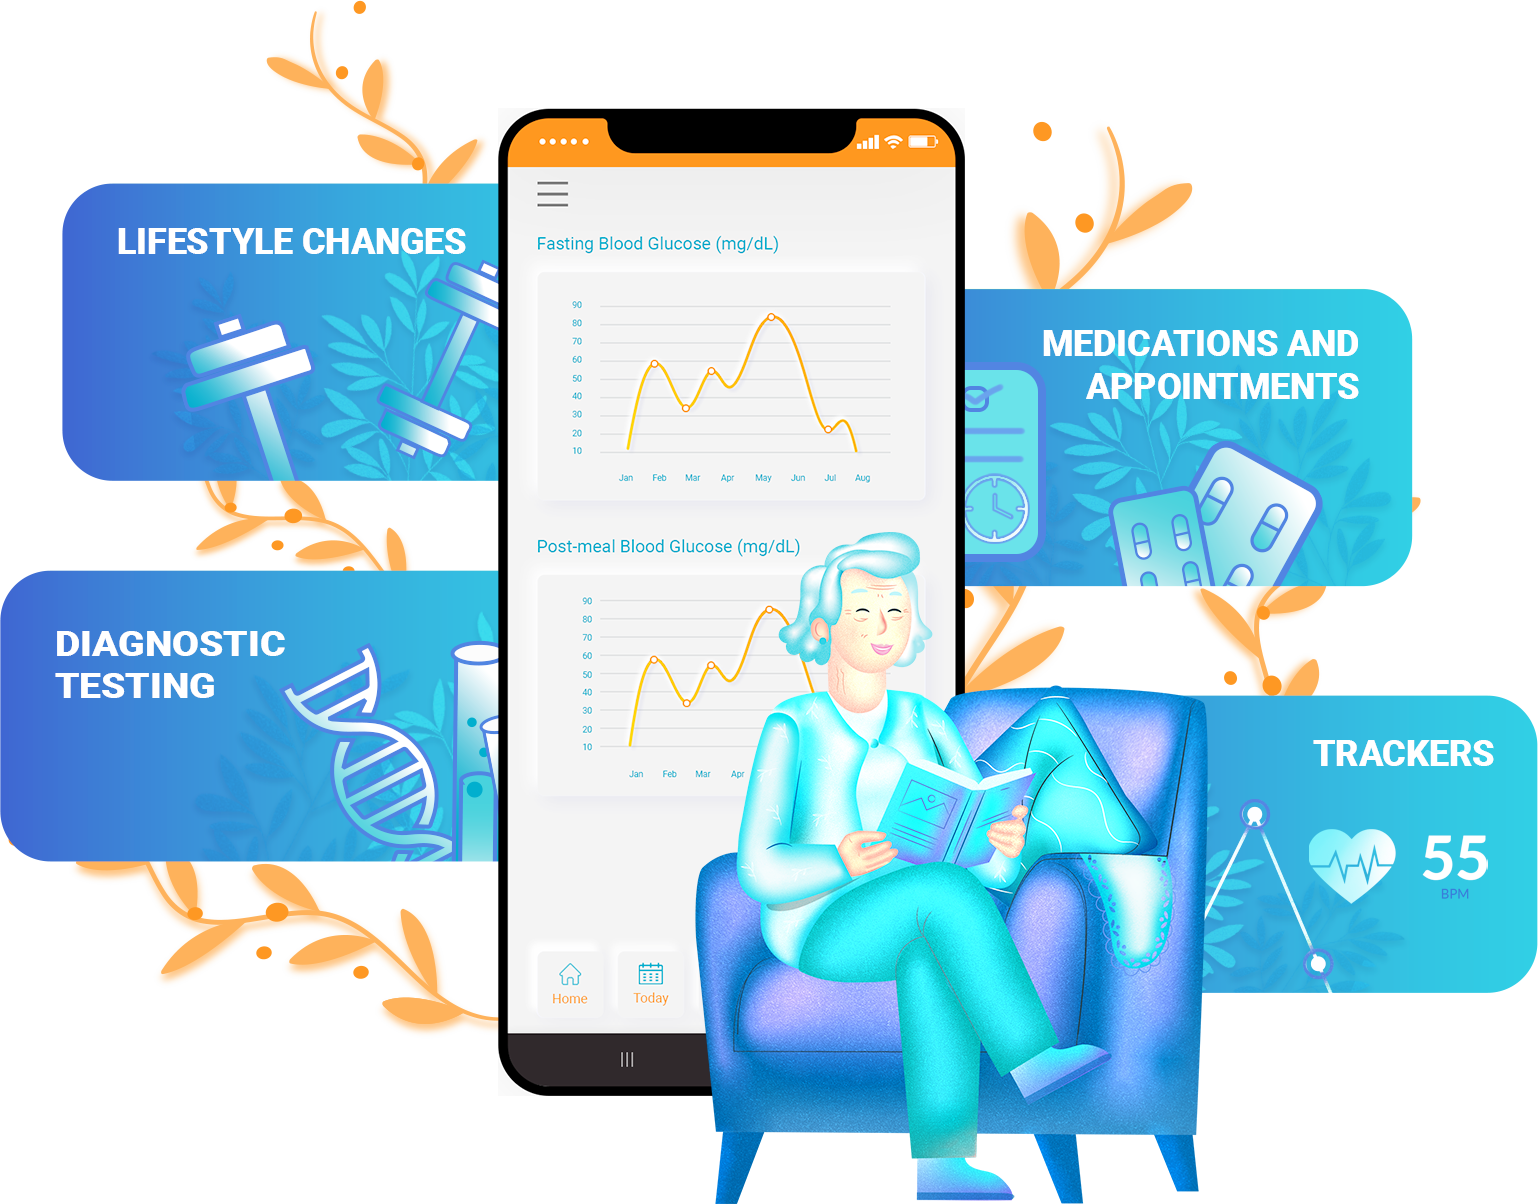 LIFESTYLE CHANGES
DIAGNOSTIC
TESTING
Fasting Blood Glucose (mg/dL)
90
80
70
60
50
40
30
20
10
Jan Feb Mar Apr May Jun Jul Aug
Post-meal Blood Glucose (mg/dL)
90
80
70
60
50
40
30
20
10
Jan Feb Mar Apr
Home Today
MEDICATIONS AND
APPOINTMENTS
TRACKERS
55
BPM